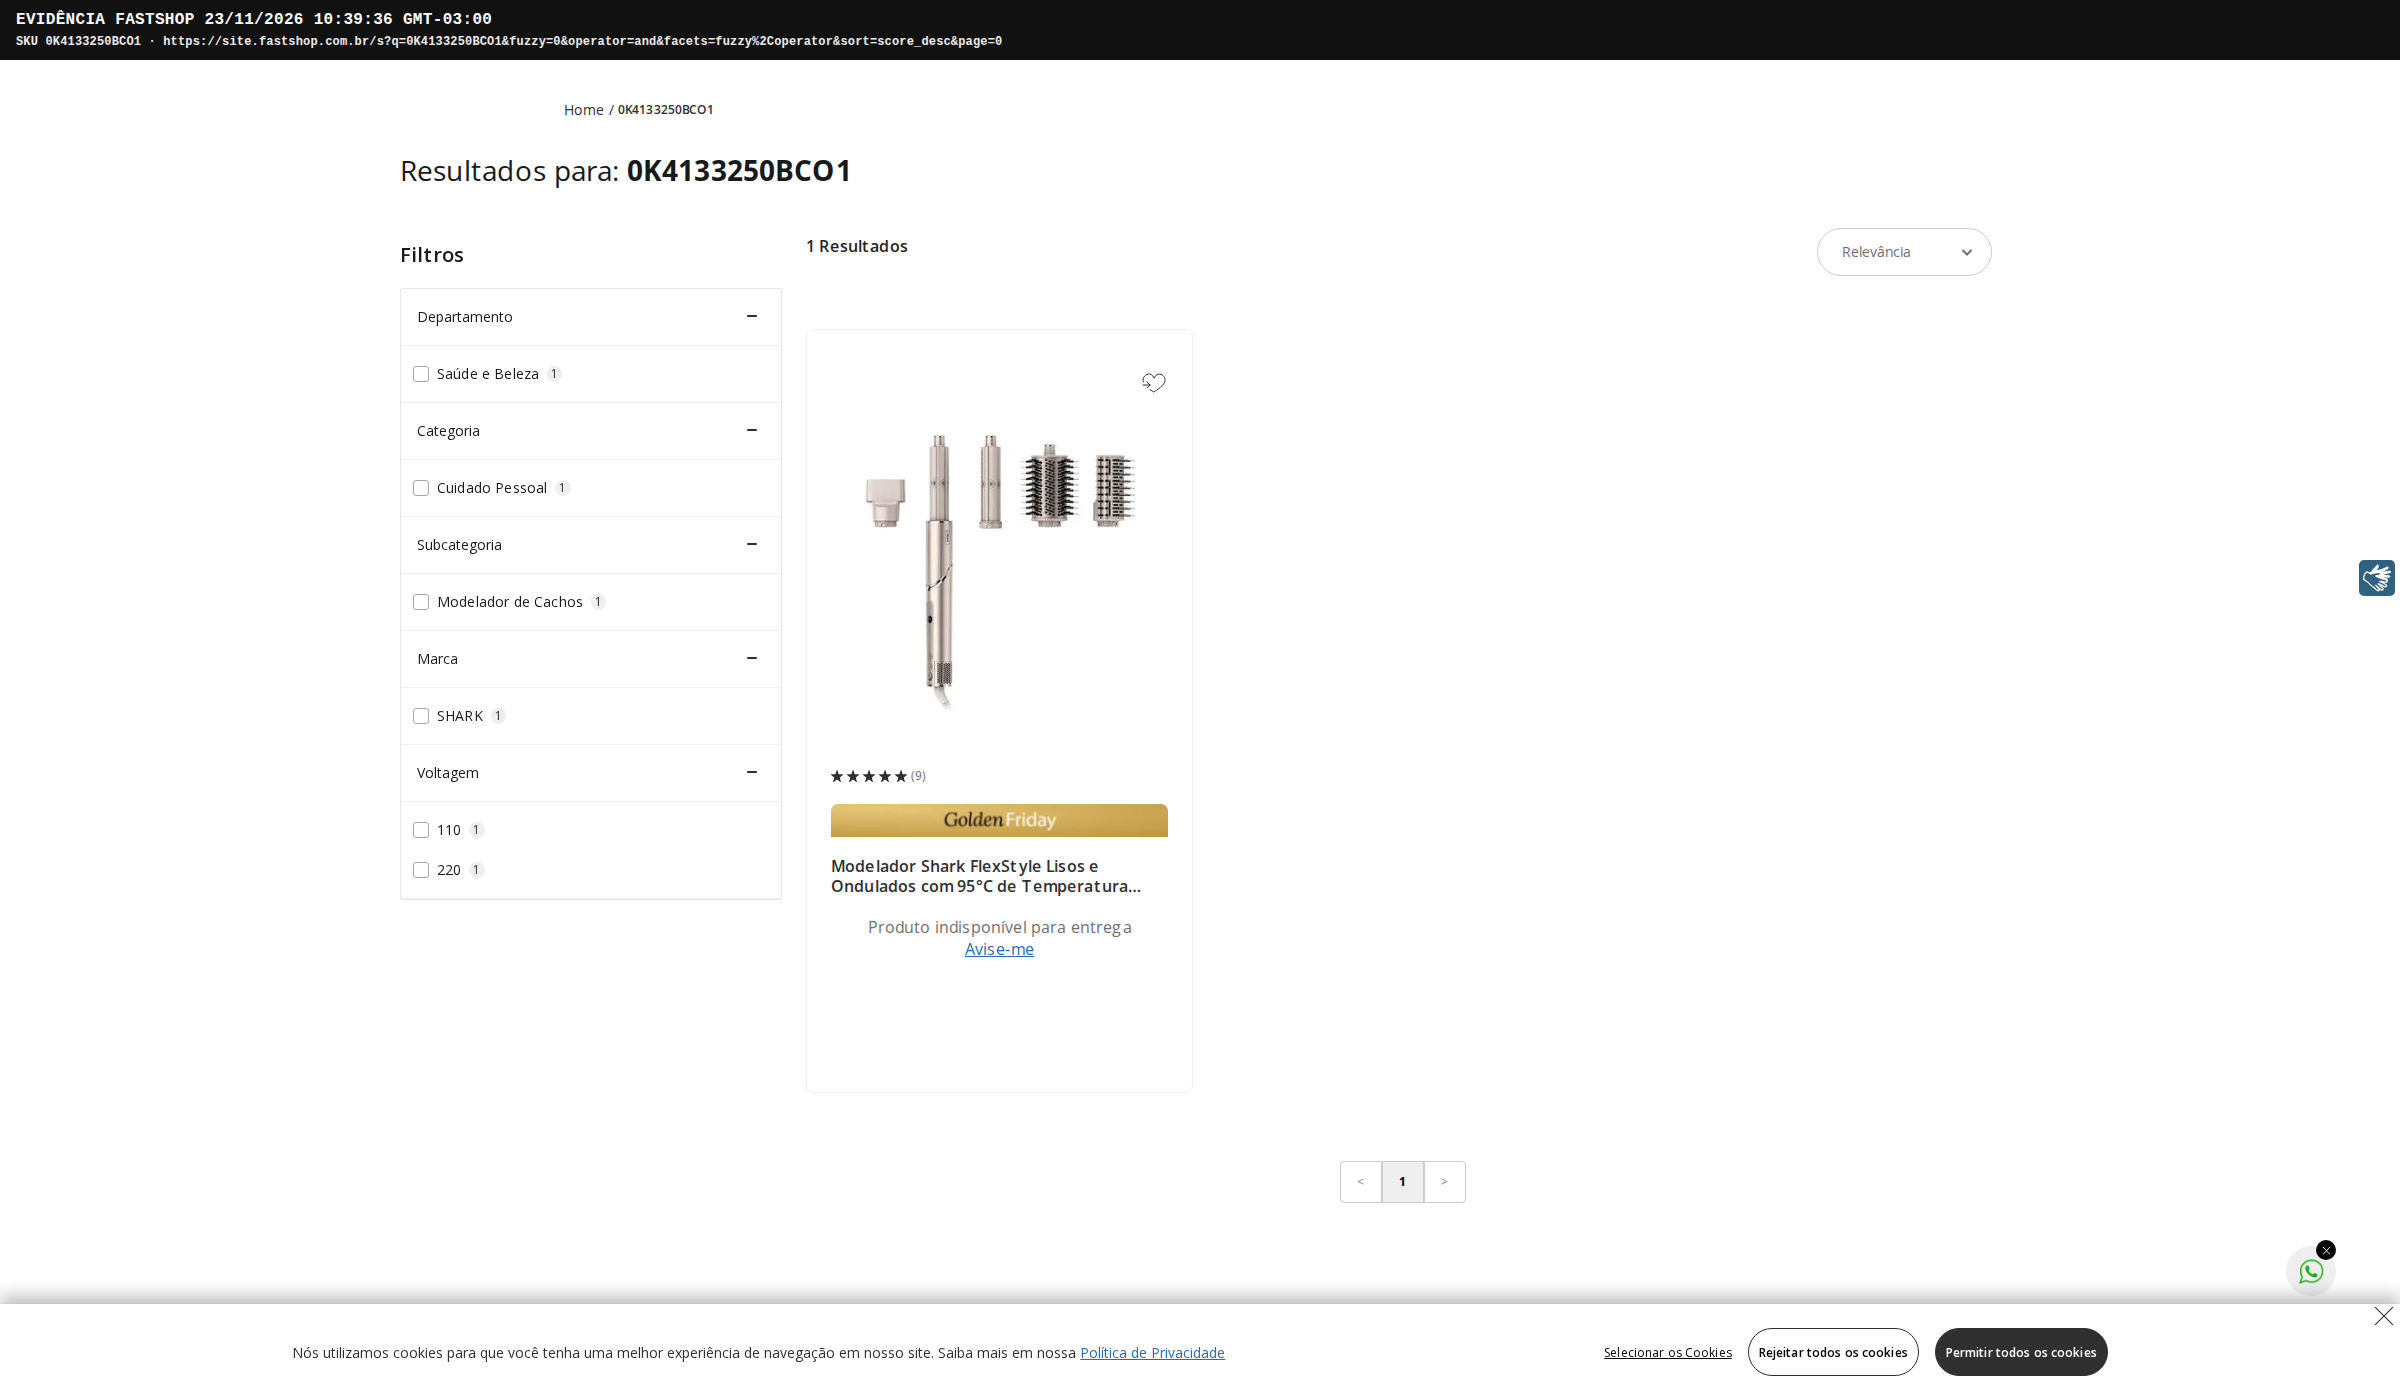 EVIDÊNCIA FASTSHOP 23/11/2026 10:39:36 GMT-03:00
SKU 0K4133250BCO1 · https://site.fastshop.com.br/s?q=0K4133250BCO1&fuzzy=0&operator=and&facets=fuzzy%2Coperator&sort=score_desc&page=0
Home / 0K4133250BCO1
Resultados para: 0K4133250BCO1
Filtros
1 Resultados
Relevância
Departamento
Saúde e Beleza 1
Categoria
Cuidado Pessoal 1
Subcategoria
Modelador de Cachos 1
Marca
SHARK 1
Voltagem
110 1
220 1
(9)
Golden Friday
Modelador Shark FlexStyle Lisos e
Ondulados com 95°C de Temperatura...
Produto indisponível para entrega
Avise-me
< 1 >
Nós utilizamos cookies para que você tenha uma melhor experiência de navegação em nosso site. Saiba mais em nossa Política de Privacidade
Selecionar os Cookies
Rejeitar todos os cookies
Permitir todos os cookies